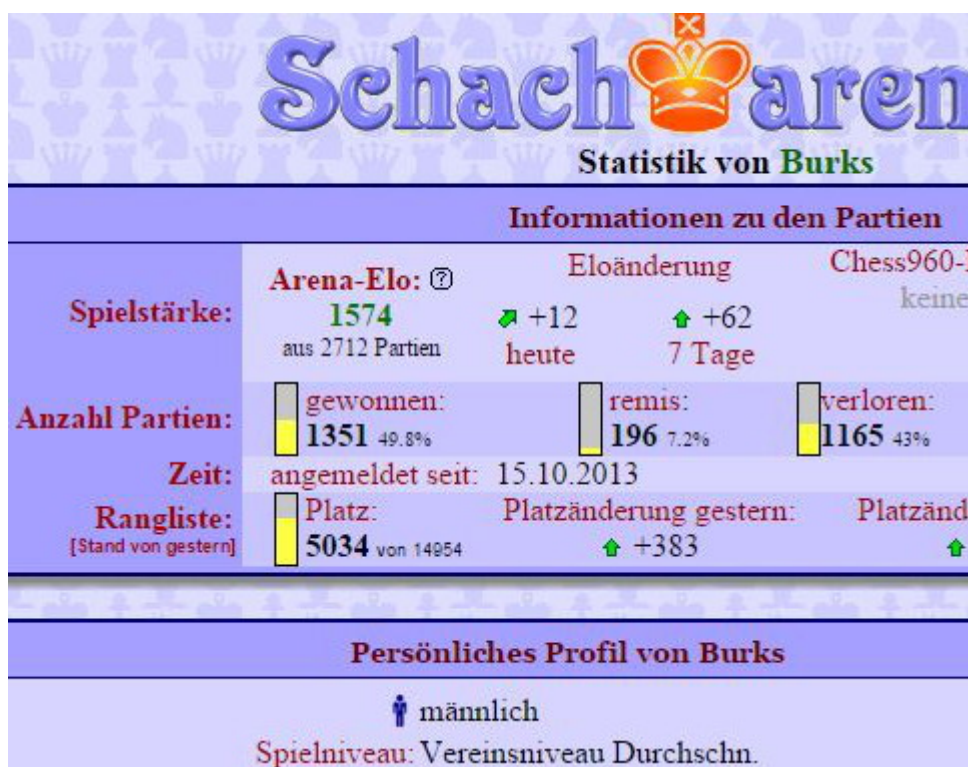 Schach aren
Statistik von Burks
Informationen zu den Partien
Spielstärke: Arena-Elo: ? Eloänderung Chess960-
1574 +12 +62 keine
aus 2712 Partien heute 7 Tage
Anzahl Partien: gewonnen: remis: verloren:
1351 49.8% 196 7.2% 1165 43%
Zeit: angemeldet seit: 15.10.2013
Rangliste: Platz: Platzänderung gestern: Platzänd
[Stand von gestern] 5034 von 14954 +383
Persönliches Profil von Burks
männlich
Spielniveau: Vereinsniveau Durchschn.